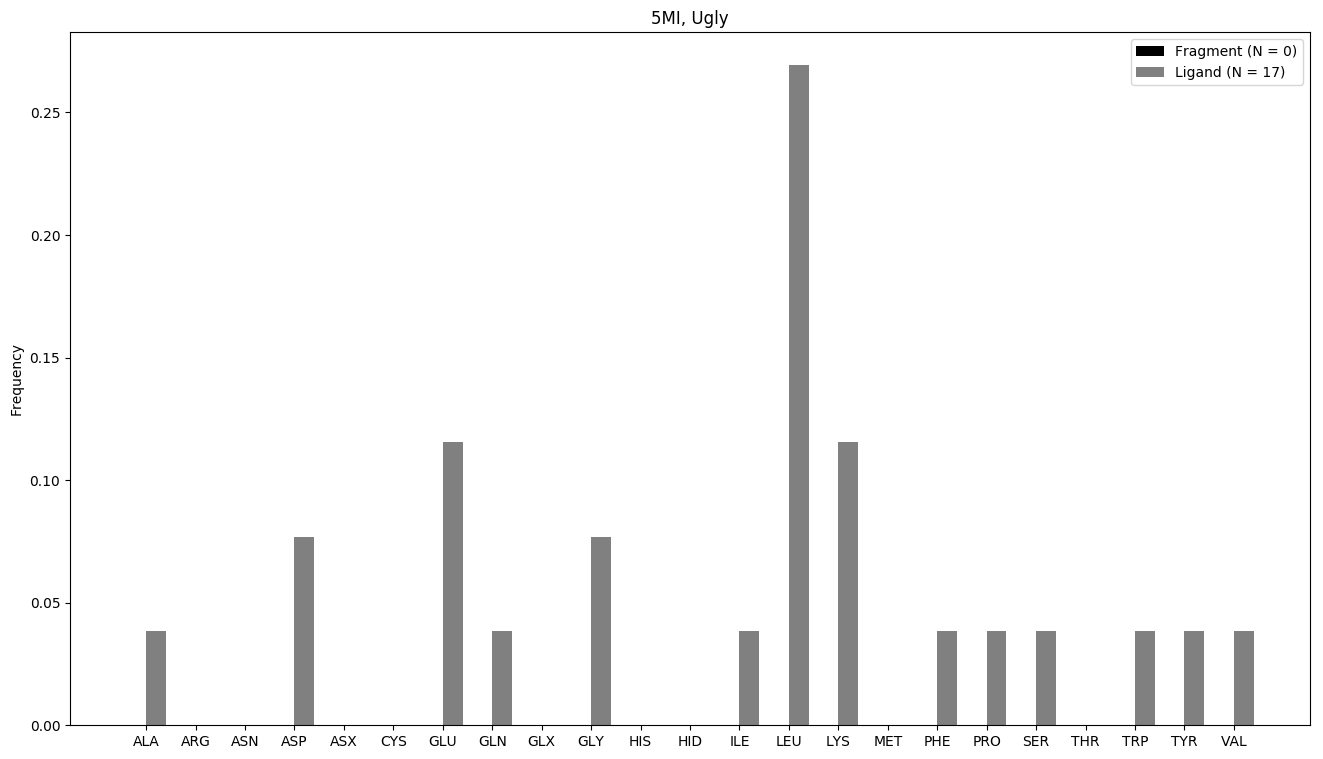 5MI, Ugly
Fragment (N = 0)
Ligand (N = 17)
Frequency
0.25
0.20
0.15
0.10
0.05
0.00
ALA ARG ASN ASP ASX CYS GLU GLN GLX GLY HIS HID ILE LEU LYS MET PHE PRO SER THR TRP TYR VAL